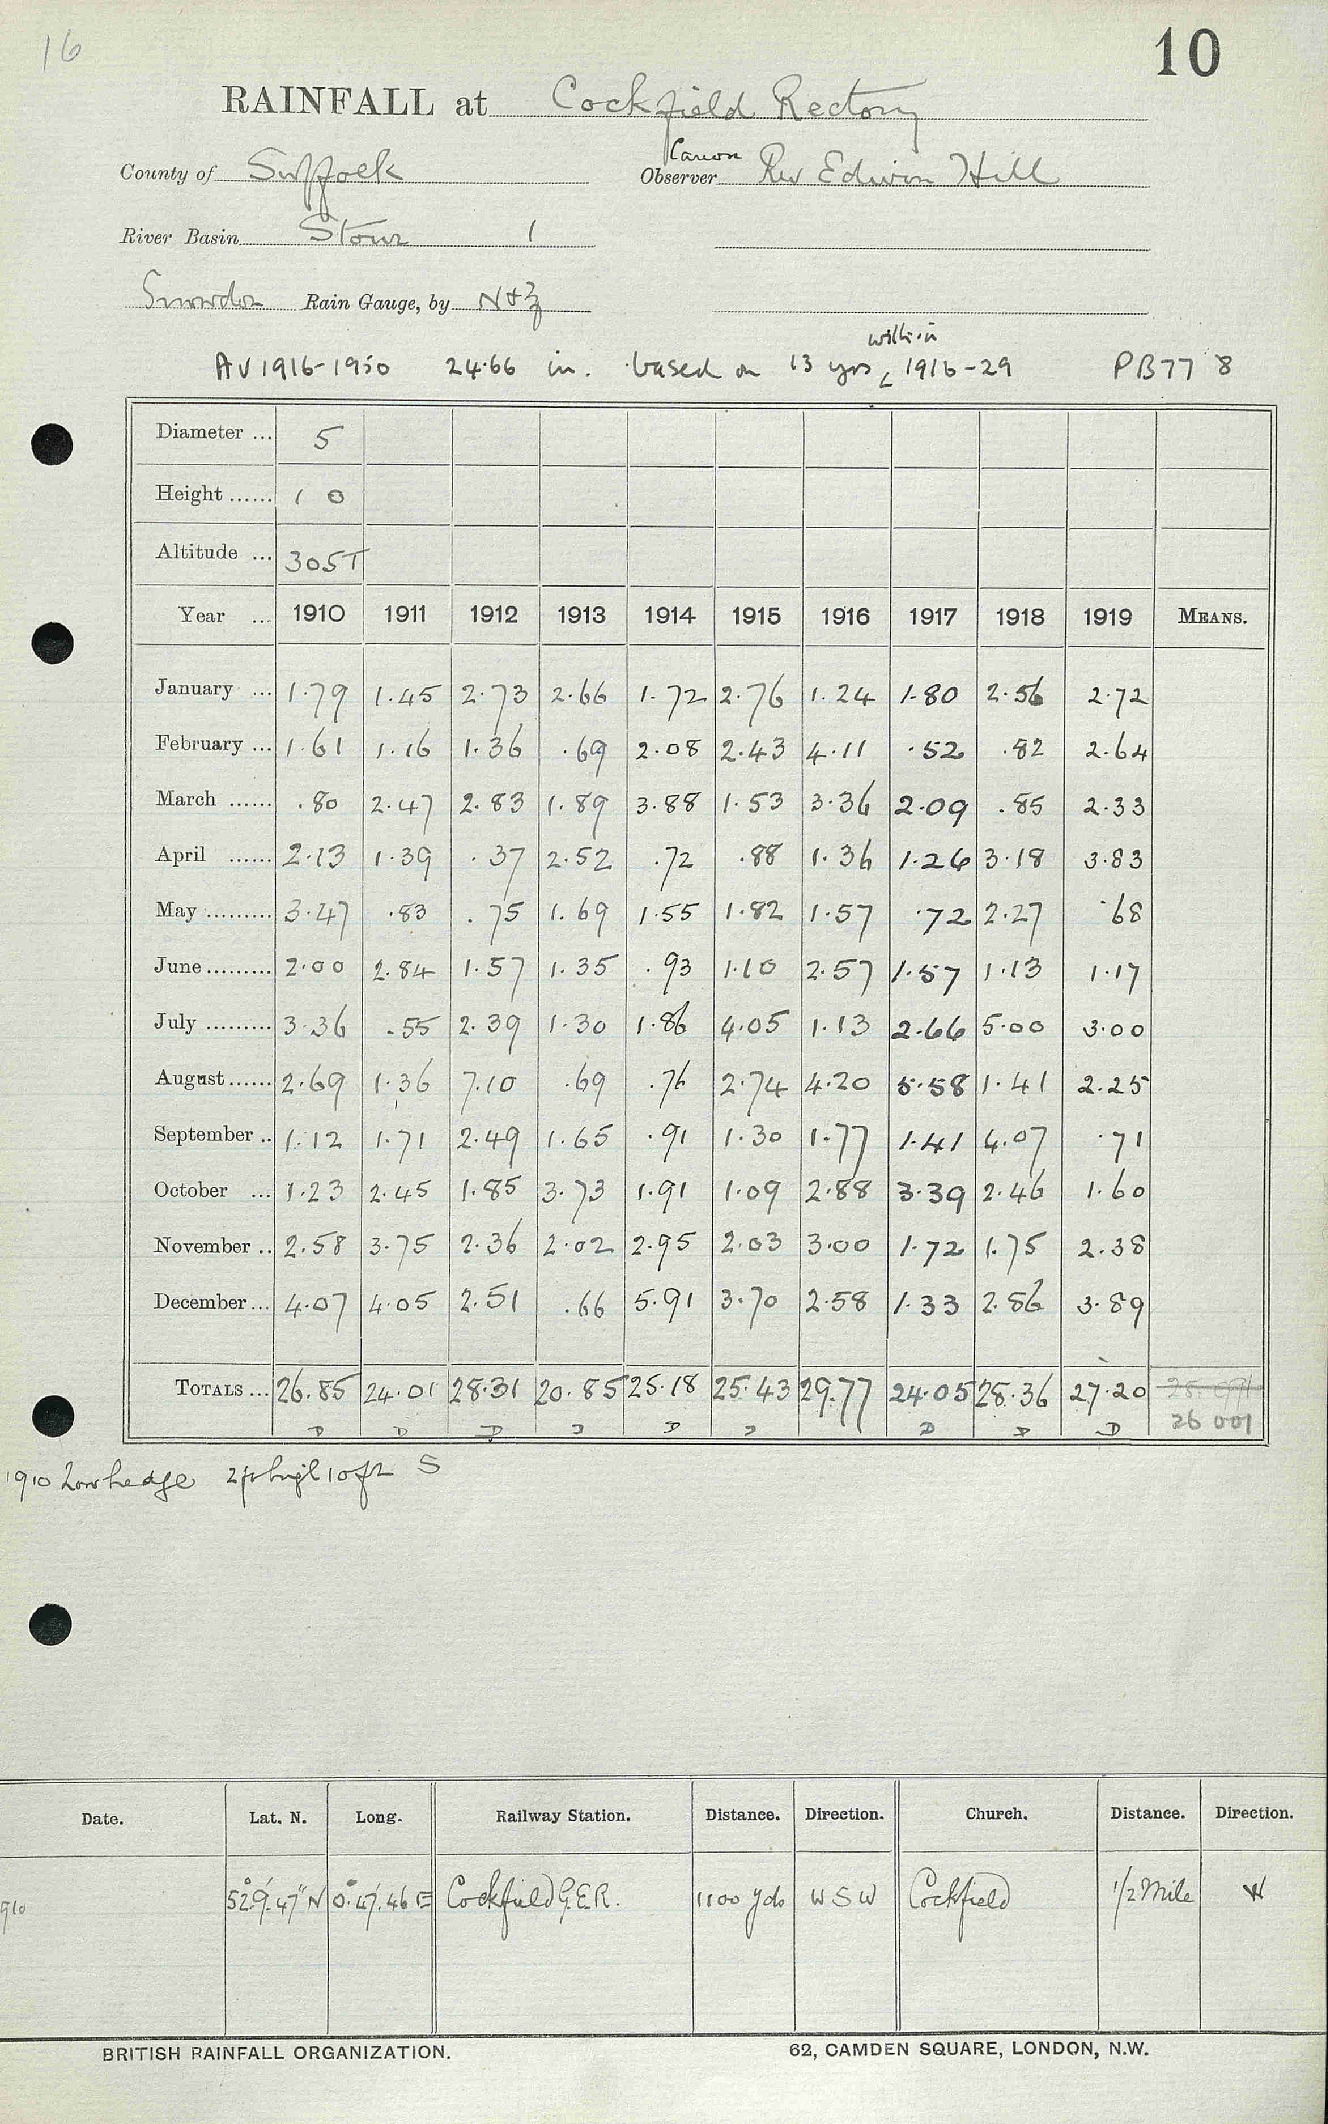 16
10
RAINFALL at Cockfield Rectory
County of Suffolk Observer Canon Rev Edwin Hill
River Basin Stour 1
Snowdon Rain Gauge, by N & Z
AV 1916-1950 24.66 in. based on 13 yrs within 1916-29 PB77 8
Diameter ... 5
Height ...... 1 0
Altitude ... 305T
Year ... 1910 1911 1912 1913 1914 1915 1916 1917 1918 1919 MEANS.
January ... 1.79 1.45 2.73 2.66 1.72 2.76 1.24 1.80 2.56 2.72
February ... 1.61 1.16 1.36 .69 2.08 2.43 4.11 .52 .82 2.64
March ...... .80 2.47 2.83 1.89 3.88 1.53 3.36 2.09 .85 2.33
April ...... 2.13 1.39 .37 2.52 .72 .88 1.36 1.26 3.18 3.83
May ......... 3.47 .83 .75 1.69 1.55 1.82 1.57 .72 2.27 .68
June ......... 2.00 2.84 1.57 1.35 .93 1.10 2.57 1.57 1.13 1.17
July ......... 3.36 .55 2.39 1.30 1.86 4.05 1.13 2.66 5.00 3.00
August ...... 2.69 1.36 7.10 .69 .76 2.74 4.20 5.58 1.41 2.25
September .. 1.12 1.71 2.49 1.65 .91 1.30 1.77 1.41 4.07 .71
October ... 1.23 2.45 1.85 3.73 1.91 1.09 2.88 3.39 2.46 1.60
November .. 2.58 3.75 2.36 2.02 2.95 2.03 3.00 1.72 1.75 2.38
December ... 4.07 4.05 2.51 .66 5.91 3.70 2.58 1.33 2.86 3.89
TOTALS ... 26.85 24.01 28.31 20.85 25.18 25.43 29.77 24.05 28.36 27.20
D D D D D D D D D 26 001
1910 Low hedge 2ft high 10 ft S
Date. Lat. N. Long. Railway Station. Distance. Direction. Church. Distance. Direction.
910 52°.9'.47" N 0°.47'.46 E Cockfield G.E.R. 1100 yds W S W Cockfield 1/2 Mile W
BRITISH RAINFALL ORGANIZATION. 62, CAMDEN SQUARE, LONDON, N.W.